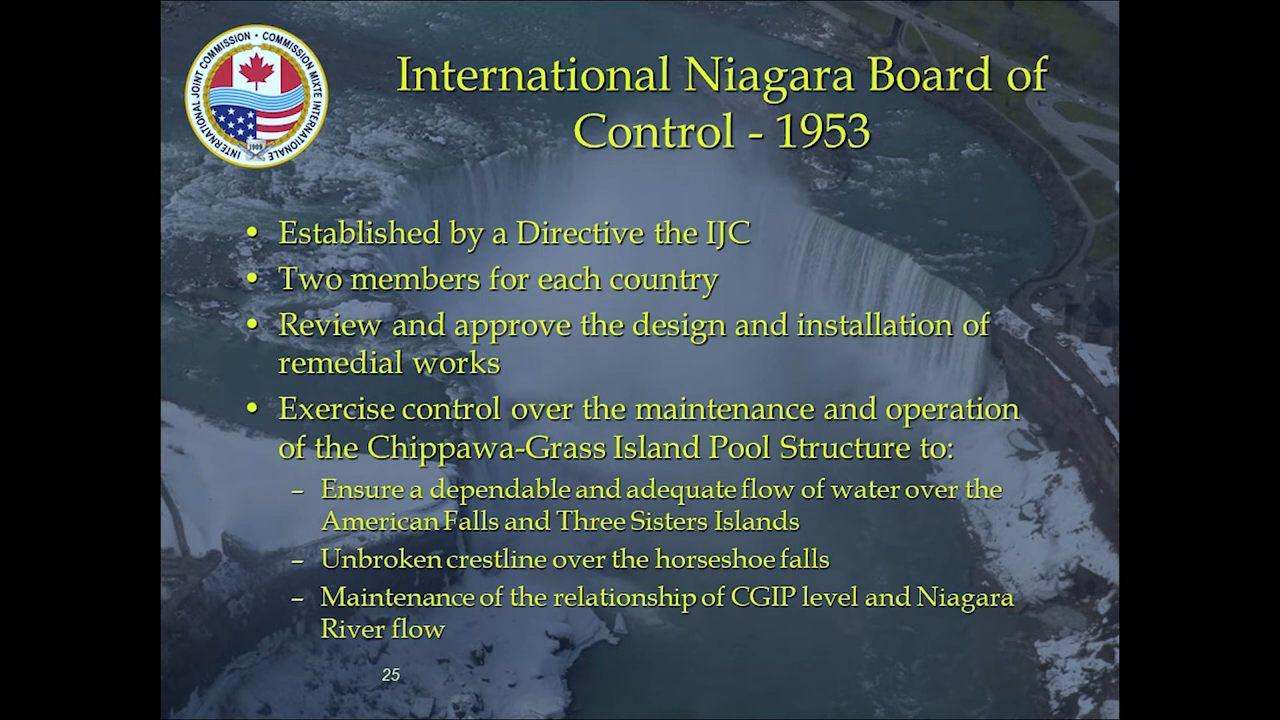 INTERNATIONAL JOINT COMMISSION • COMMISSION MIXTE INTERNATIONALE
1909
International Niagara Board of
Control - 1953
• Established by a Directive the IJC
• Two members for each country
• Review and approve the design and installation of
remedial works
• Exercise control over the maintenance and operation
of the Chippawa-Grass Island Pool Structure to:
– Ensure a dependable and adequate flow of water over the
American Falls and Three Sisters Islands
– Unbroken crestline over the horseshoe falls
– Maintenance of the relationship of CGIP level and Niagara
River flow
25